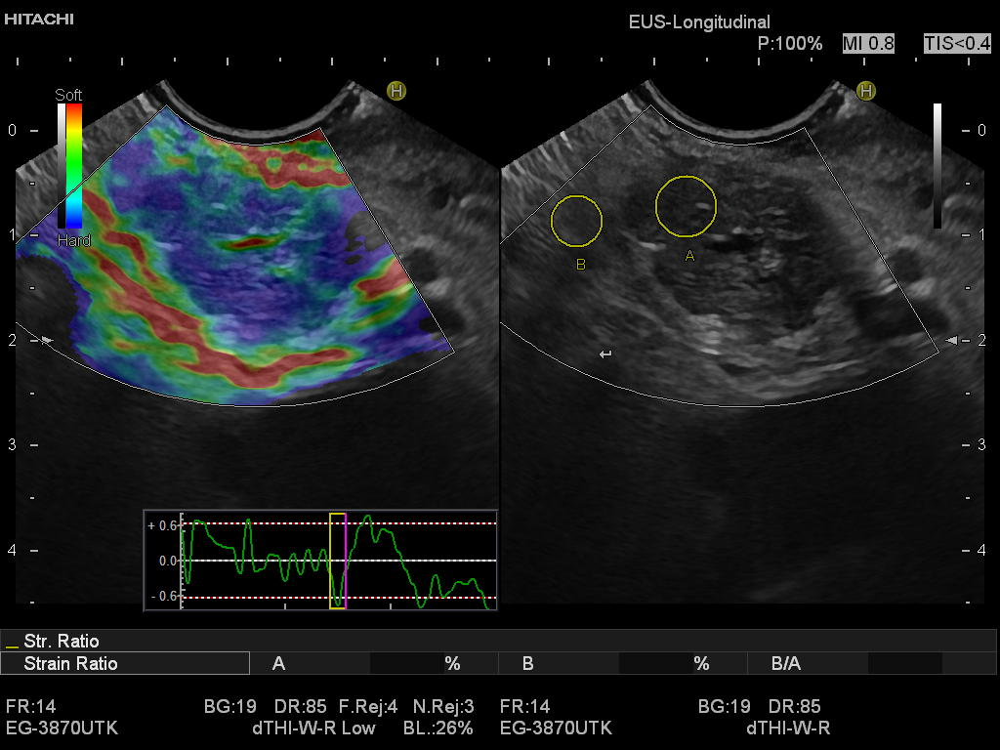 HITACHI
EUS-Longitudinal
P:100% MI 0.8 TIS<0.4
Soft
H
H
0
0
1
1
Hard
A
B
2
2
3
3
+ 0.6
0.0
- 0.6
4
4
Str. Ratio
Strain Ratio A % B % B/A
FR:14 BG:19 DR:85 F.Rej:4 N.Rej:3 FR:14 BG:19 DR:85
EG-3870UTK dTHI-W-R Low BL.:26% EG-3870UTK dTHI-W-R